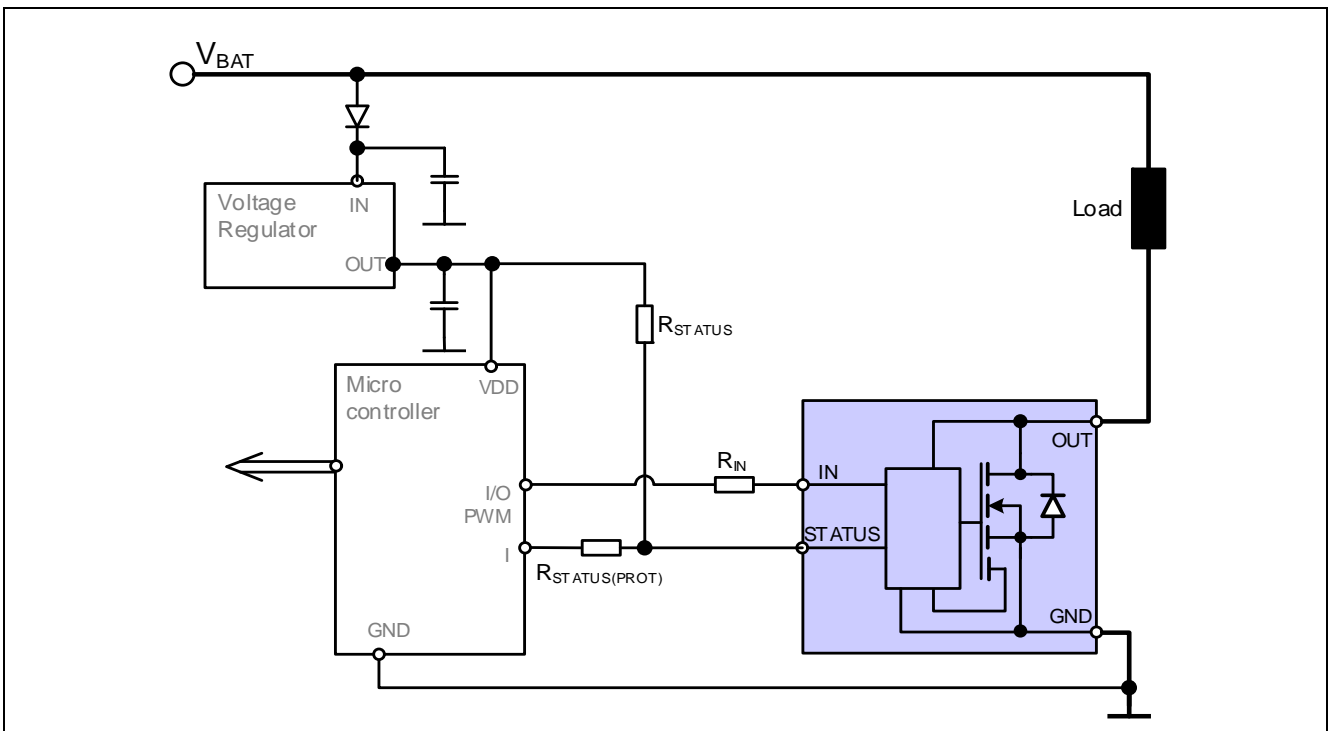 VBAT
Voltage
Regulator
IN
OUT
Load
RSTATUS
Micro
controller
VDD
I/O
PWM
I
GND
RIN
RSTATUS(PROT)
IN
STATUS
OUT
GND